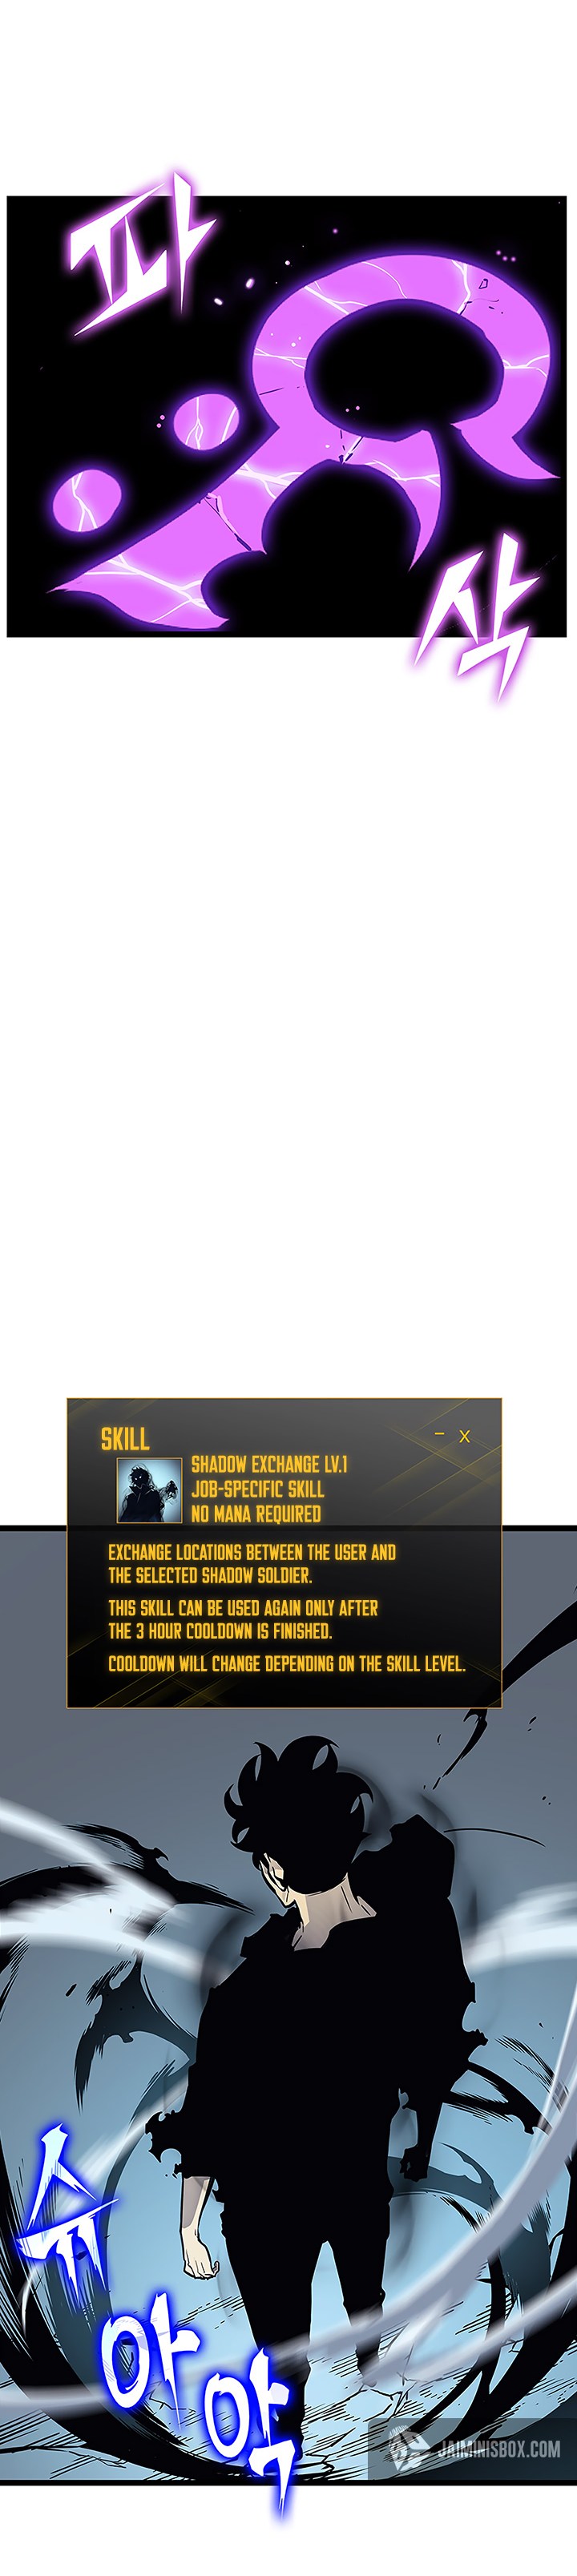 파
삭
SKILL
- X
SHADOW EXCHANGE LV.1
JOB-SPECIFIC SKILL
NO MANA REQUIRED
EXCHANGE LOCATIONS BETWEEN THE USER AND
THE SELECTED SHADOW SOLDIER.
THIS SKILL CAN BE USED AGAIN ONLY AFTER
THE 3 HOUR COOLDOWN IS FINISHED.
COOLDOWN WILL CHANGE DEPENDING ON THE SKILL LEVEL.
슈
아
악
JAIMINISBOX.COM